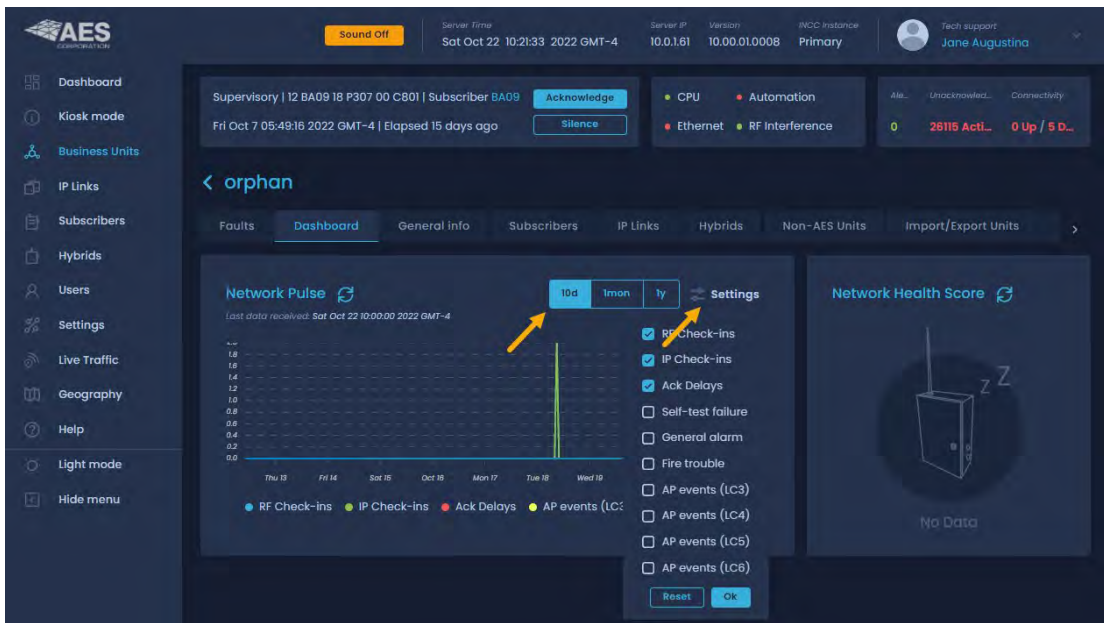 AES
CORPORATION
Sound Off
Server Time
Sat Oct 22 10:21:33 2022 GMT-4
Server IP
10.0.1.61
Version
10.00.01.0008
INCC Instance
Primary
Tech support
Jane Augustina
Dashboard
Kiosk mode
Business Units
IP Links
Subscribers
Hybrids
Users
Settings
Live Traffic
Geography
Help
Light mode
Hide menu
Supervisory | 12 BA09 18 P307 00 C801 | Subscriber BA09
Acknowledge
Fri Oct 7 05:49:16 2022 GMT-4 | Elapsed 15 days ago
Silence
CPU
Automation
Ethernet
RF Interference
Ale...
Unacknowled...
Connectivity
0
26115 Acti...
0 Up / 5 D...
orphan
Faults
Dashboard
General info
Subscribers
IP Links
Hybrids
Non-AES Units
Import/Export Units
Network Pulse
10d
1mon
1y
Settings
Last data received: Sat Oct 22 10:00:00 2022 GMT-4
RF Check-ins
IP Check-ins
Ack Delays
Self-test failure
General alarm
Fire trouble
AP events (LC3)
AP events (LC4)
AP events (LC5)
AP events (LC6)
Reset
Ok
1.8
1.6
1.4
1.2
1.0
0.8
0.6
0.4
0.2
0.0
Thu 13 Fri 14 Sat 15 Oct 16 Mon 17 Tue 18 Wed 19
RF Check-ins IP Check-ins Ack Delays AP events (LC3
Network Health Score
Z Z
No Data